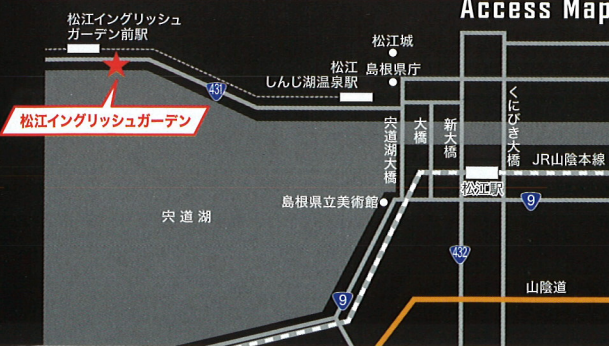 Access Map
松江イングリッシュ
ガーデン前駅
松江城
島根県庁
松江
しんじ湖温泉駅
431
松江イングリッシュガーデン
宍道湖大橋
大橋
新大橋
くにびき大橋
JR山陰本線
松江駅
島根県立美術館
宍道湖
9
432
9
山陰道